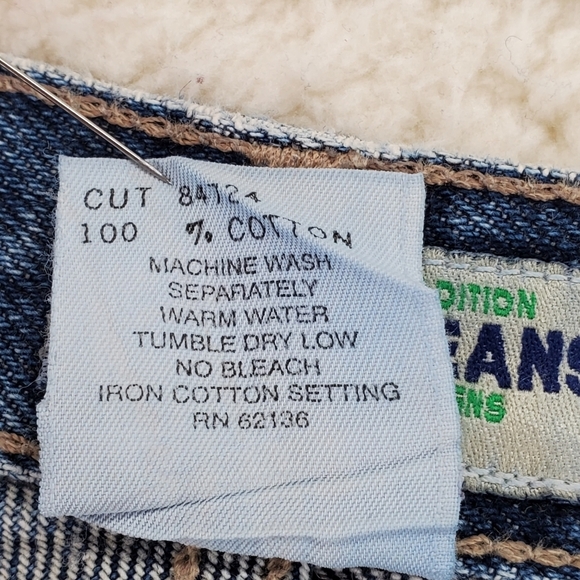 CUT 84724
100 % COTTON
MACHINE WASH
SEPARATELY
WARM WATER
TUMBLE DRY LOW
NO BLEACH
IRON COTTON SETTING
RN 62136
DITION
EANS
ENS